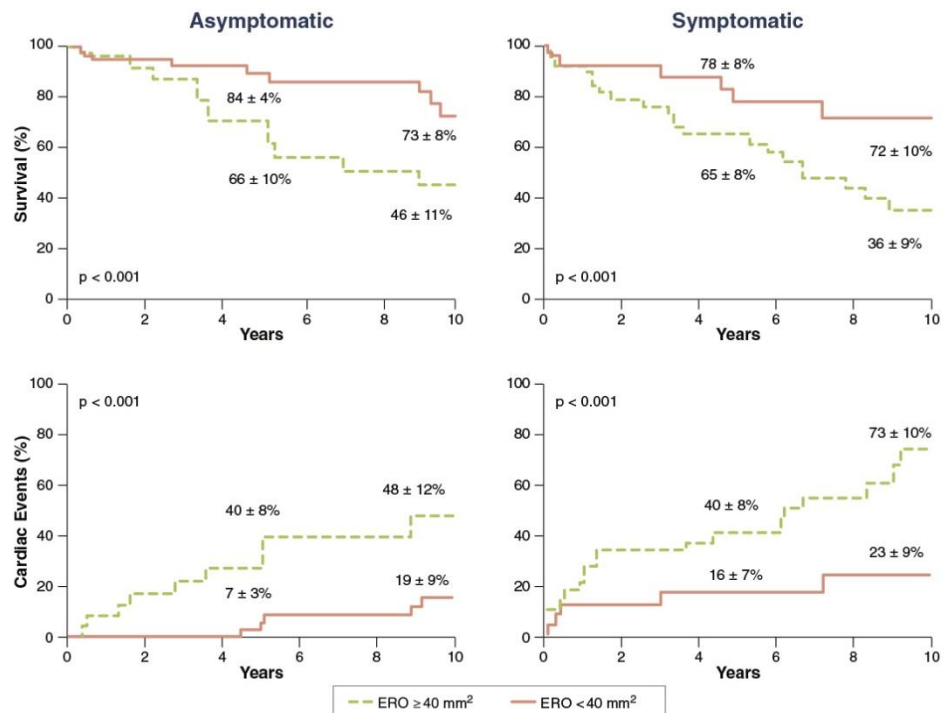 Asymptomatic
Symptomatic
Survival (%)
100
80
60
40
20
0
84 ± 4%
73 ± 8%
66 ± 10%
46 ± 11%
p < 0.001
0 2 4 6 8 10
Years
100
80
60
40
20
0
78 ± 8%
72 ± 10%
65 ± 8%
36 ± 9%
p < 0.001
0 2 4 6 8 10
Years
Cardiac Events (%)
100
80
60
40
20
0
p < 0.001
48 ± 12%
40 ± 8%
7 ± 3%
19 ± 9%
0 2 4 6 8 10
Years
100
80
60
40
20
0
p < 0.001
73 ± 10%
40 ± 8%
23 ± 9%
16 ± 7%
0 2 4 6 8 10
Years
ERO ≥40 mm² ERO <40 mm²